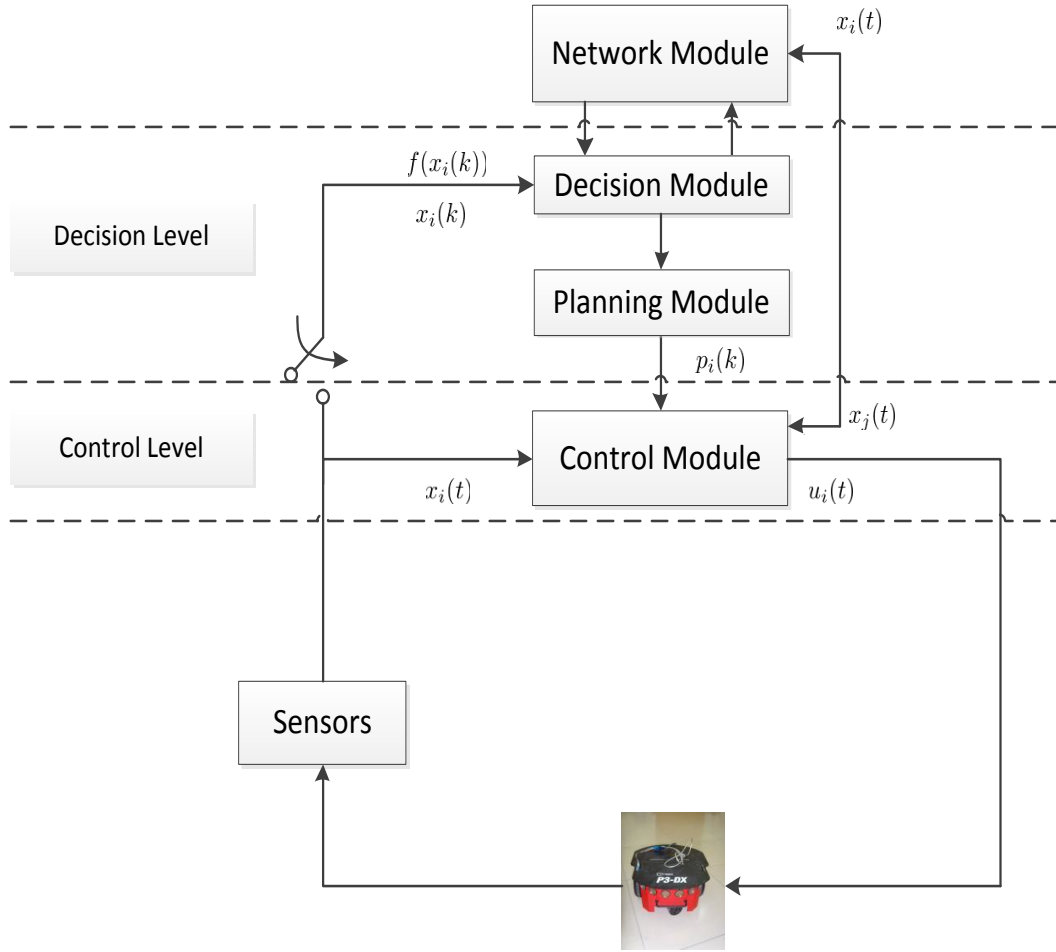 x_i(t)
Network Module
f(x_i(k))
Decision Module
x_i(k)
Decision Level
Planning Module
p_i(k)
x_j(t)
Control Level
Control Module
x_i(t)
u_i(t)
Sensors
P3-DX